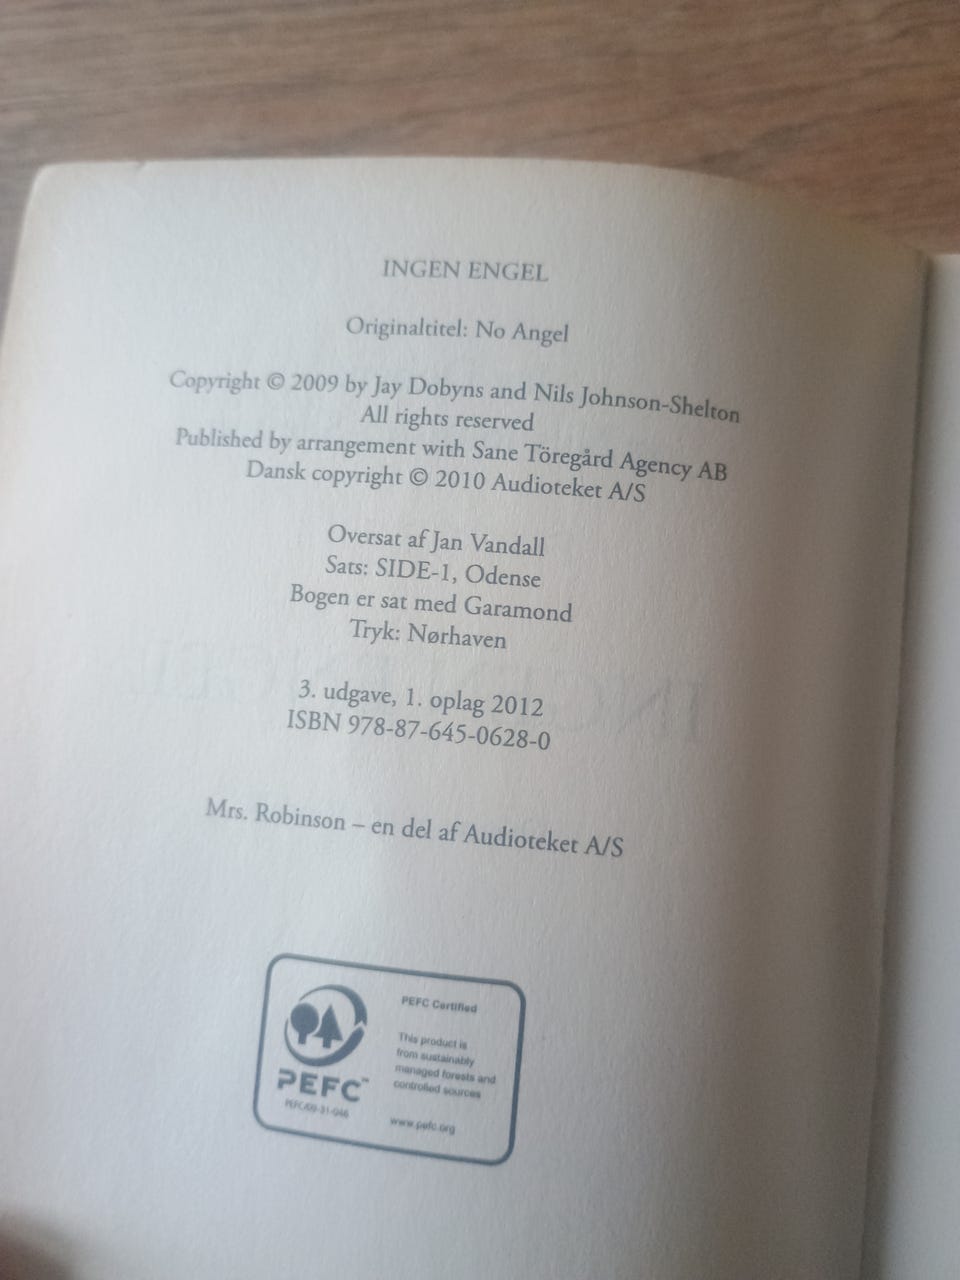 INGEN ENGEL
Originaltitel: No Angel
Copyright © 2009 by Jay Dobyns and Nils Johnson-Shelton
All rights reserved
Published by arrangement with Sane Töregård Agency AB
Dansk copyright © 2010 Audioteket A/S
Oversat af Jan Vandall
Sats: SIDE-1, Odense
Bogen er sat med Garamond
Tryk: Nørhaven
3. udgave, 1. oplag 2012
ISBN 978-87-645-0628-0
Mrs. Robinson – en del af Audioteket A/S
PEFC™
PEFC/09-31-046
PEFC Certified
This product is
from sustainably
managed forests and
controlled sources
www.pefc.org